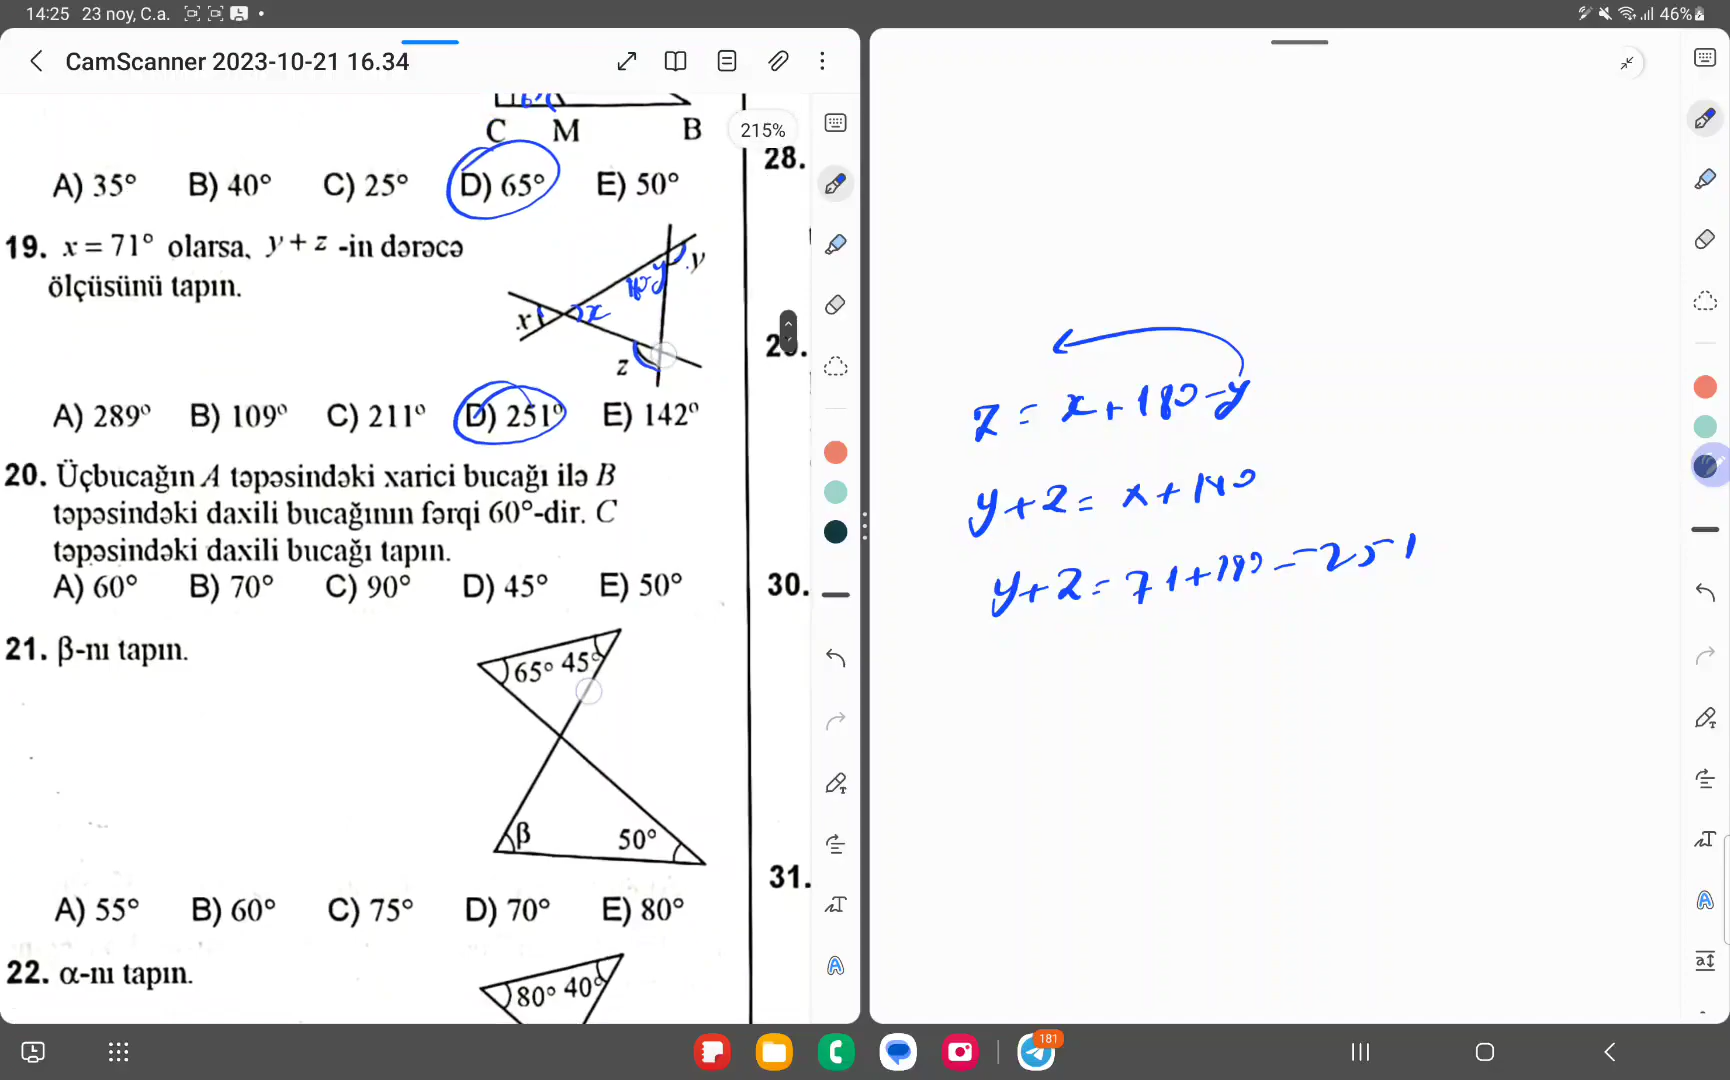 14:25 23 noy, C.a.
46%
CamScanner 2023-10-21 16.34
215%
C M B
28.
A) 35° B) 40° C) 25° D) 65° E) 50°
19. x = 71° olarsa, y + z -in dərəcə
ölçüsünü tapın.
y
x
x
z
29.
A) 289° B) 109° C) 211° D) 251° E) 142°
20. Üçbucağın A təpəsindəki xarici bucağı ilə B
təpəsindəki daxili bucağının fərqi 60°-dir. C
təpəsindəki daxili bucağı tapın.
A) 60° B) 70° C) 90° D) 45° E) 50°
30.
21. β-nı tapın.
65° 45°
β 50°
31.
A) 55° B) 60° C) 75° D) 70° E) 80°
22. α-nı tapın.
80° 40°
z = x + 180 - y
y + z = x + 180
y + z = 71 + 180 = 251
181